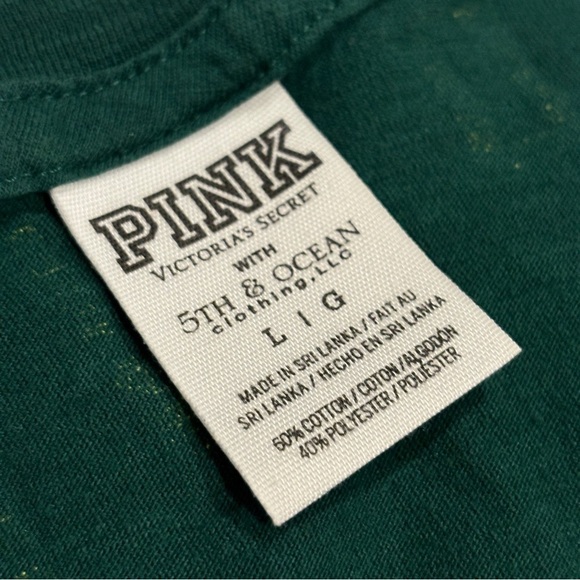 PINK
VICTORIA'S SECRET
WITH
5TH & OCEAN
clothing,LLC
L | G
MADE IN SRI LANKA / FAIT AU
SRI LANKA / HECHO EN SRI LANKA
60% COTTON / COTON / ALGODÓN
40% POLYESTER / POLIÉSTER